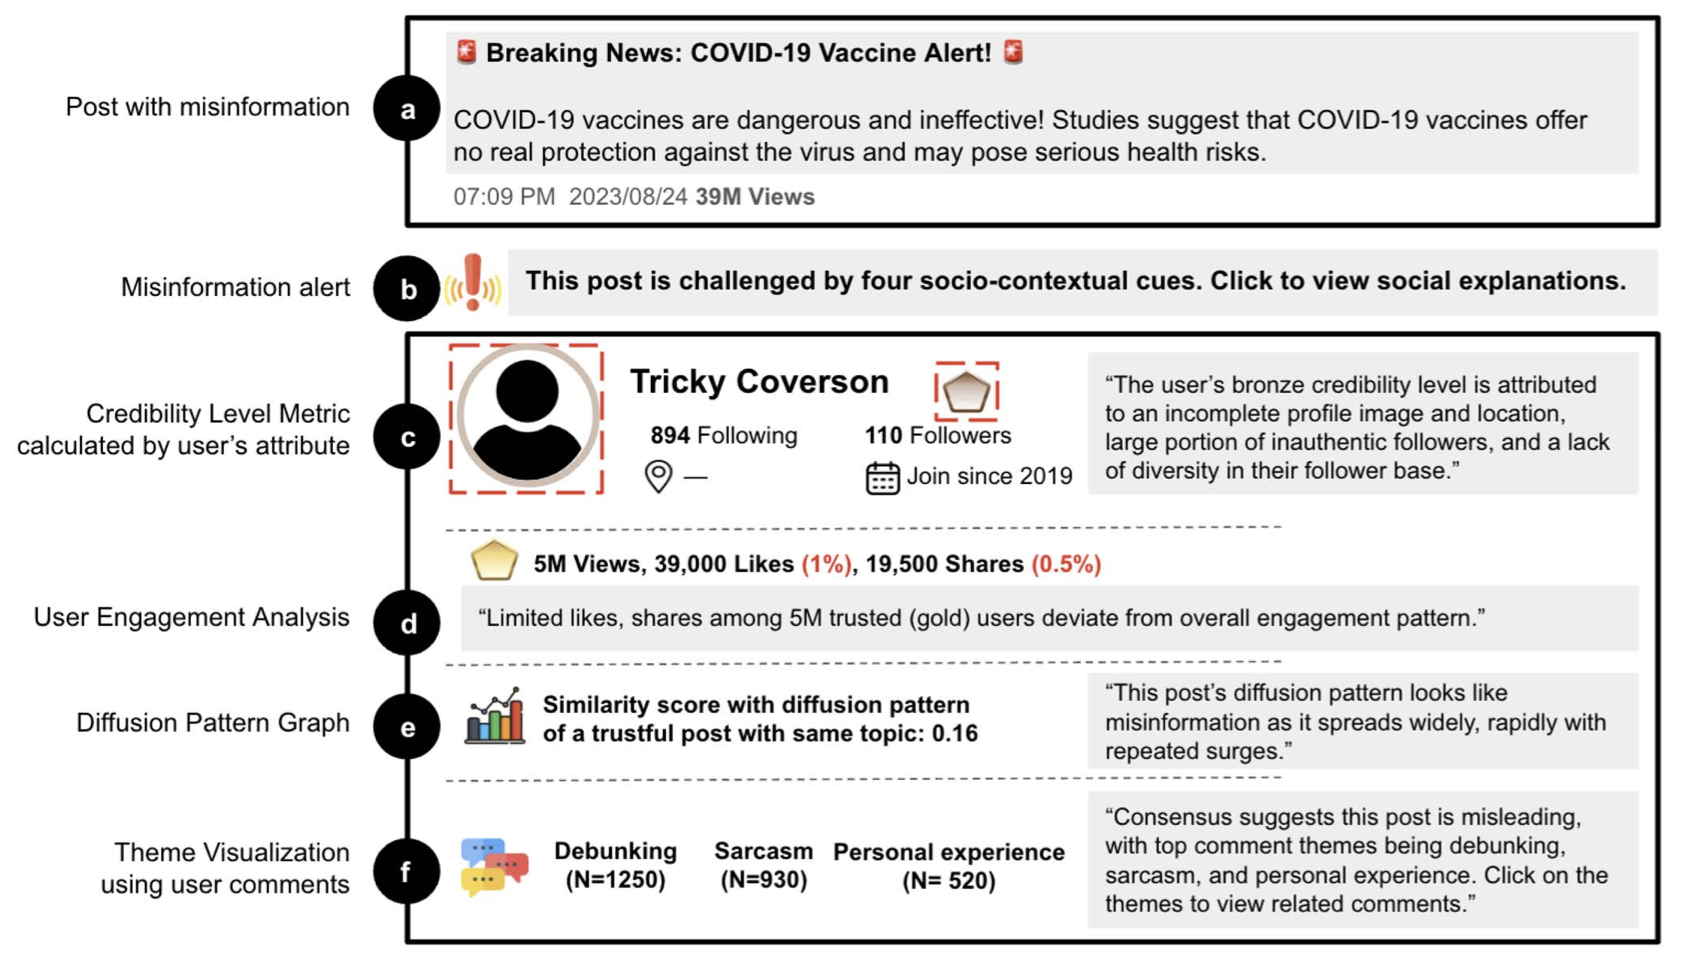 🚨 Breaking News: COVID-19 Vaccine Alert! 🚨
Post with misinformation
a
COVID-19 vaccines are dangerous and ineffective! Studies suggest that COVID-19 vaccines offer
no real protection against the virus and may pose serious health risks.
07:09 PM 2023/08/24 39M Views
Misinformation alert
b
This post is challenged by four socio-contextual cues. Click to view social explanations.
Credibility Level Metric
calculated by user's attribute
c
Tricky Coverson
894 Following
110 Followers
—
Join since 2019
“The user’s bronze credibility level is attributed
to an incomplete profile image and location,
large portion of inauthentic followers, and a lack
of diversity in their follower base.”
5M Views, 39,000 Likes (1%), 19,500 Shares (0.5%)
User Engagement Analysis
d
“Limited likes, shares among 5M trusted (gold) users deviate from overall engagement pattern.”
Diffusion Pattern Graph
e
Similarity score with diffusion pattern
of a trustful post with same topic: 0.16
“This post’s diffusion pattern looks like
misinformation as it spreads widely, rapidly with
repeated surges.”
Theme Visualization
using user comments
f
Debunking
(N=1250)
Sarcasm
(N=930)
Personal experience
(N= 520)
“Consensus suggests this post is misleading,
with top comment themes being debunking,
sarcasm, and personal experience. Click on the
themes to view related comments.”